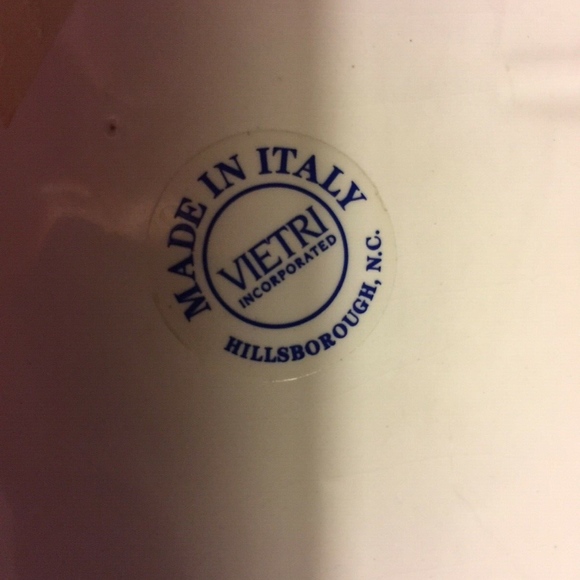 MADE IN ITALY
VIETRI
INCORPORATED
HILLSBOROUGH, N.C.